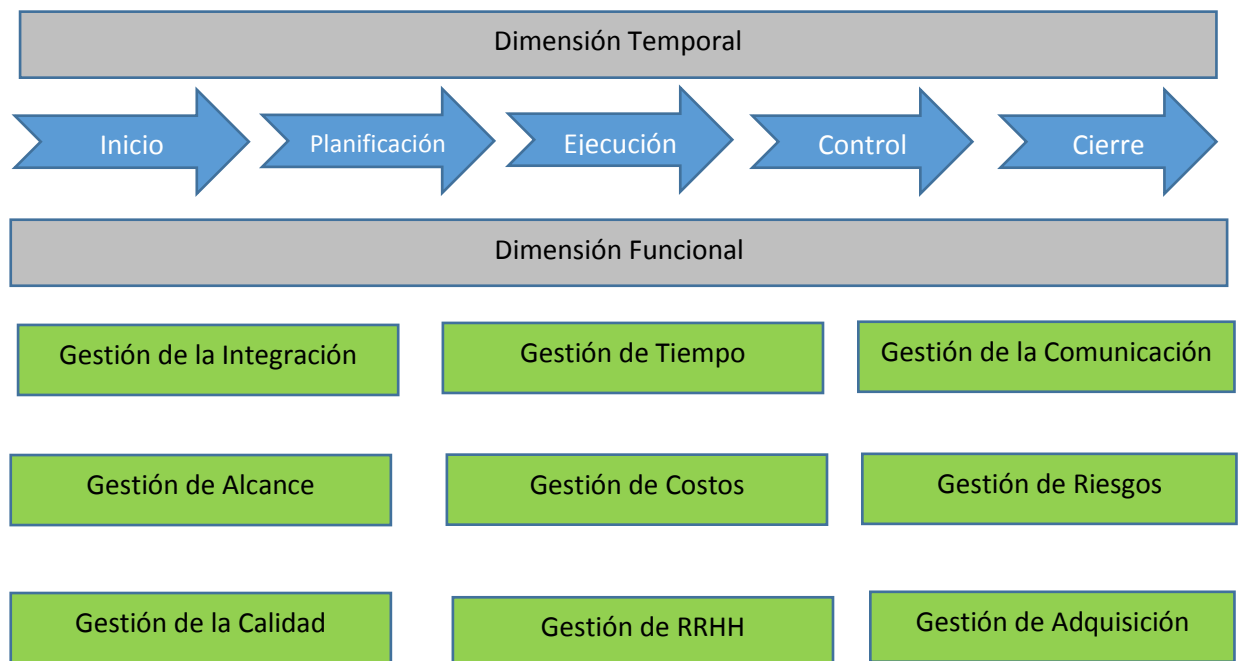 Dimensión Temporal
Inicio
Planificación
Ejecución
Control
Cierre
Dimensión Funcional
Gestión de la Integración
Gestión de Tiempo
Gestión de la Comunicación
Gestión de Alcance
Gestión de Costos
Gestión de Riesgos
Gestión de la Calidad
Gestión de RRHH
Gestión de Adquisición